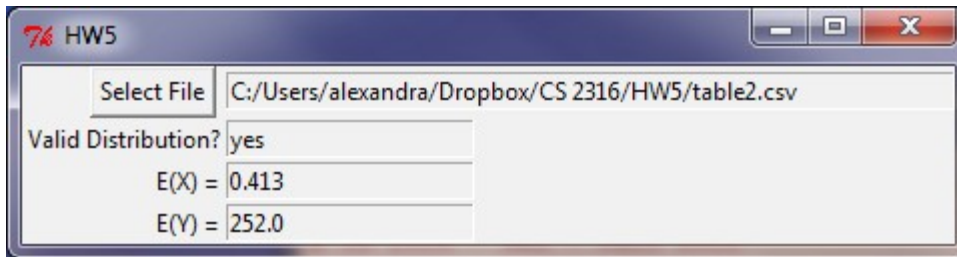 HW5
Select File C:/Users/alexandra/Dropbox/CS 2316/HW5/table2.csv
Valid Distribution? yes
E(X) = 0.413
E(Y) = 252.0